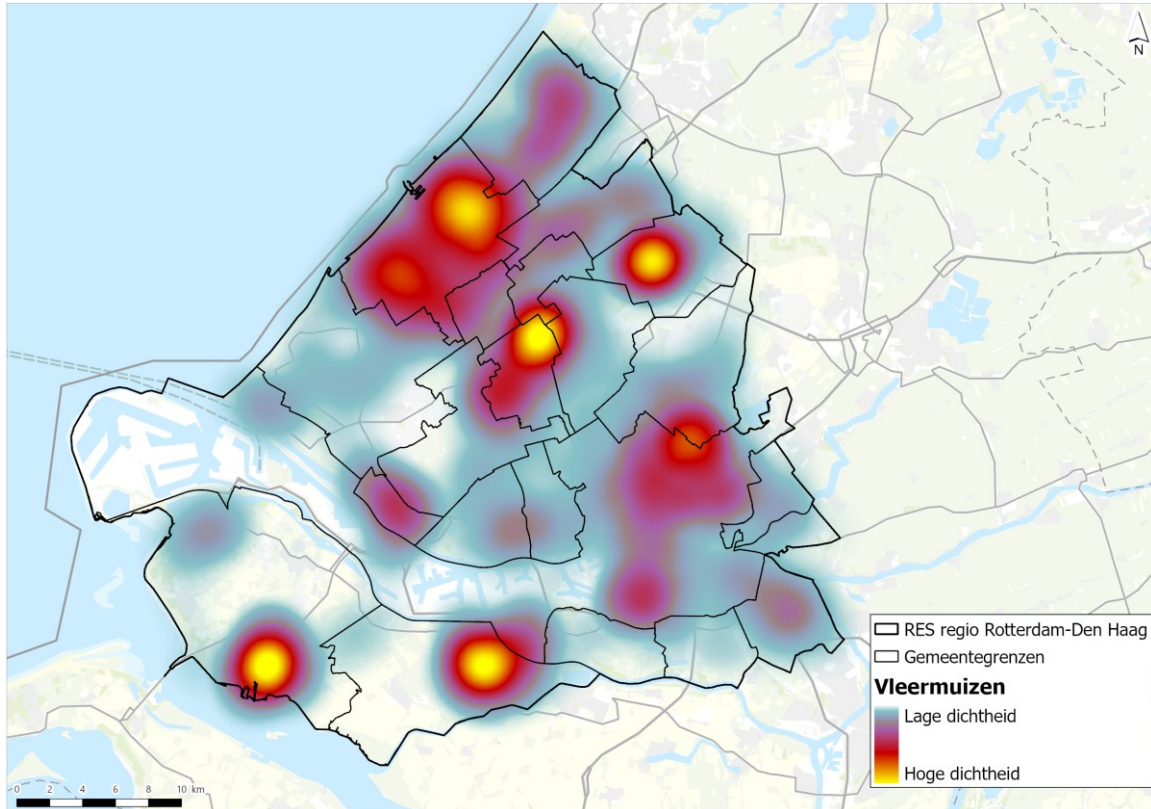 N
RES regio Rotterdam-Den Haag
Gemeentegrenzen
Vleermuizen
Lage dichtheid
Hoge dichtheid
0 2 4 6 8 10 km